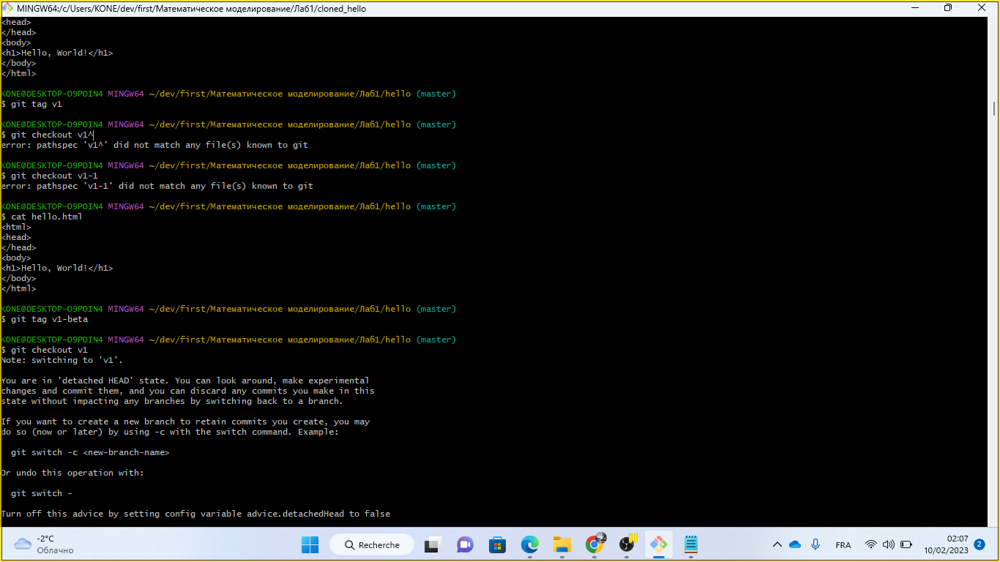 MINGW64:/c/Users/KONE/dev/first/Математическое моделирование/Лаб1/cloned_hello
<head>
</head>
<body>
<h1>Hello, World!</h1>
</body>
</html>
KONE@DESKTOP-O9POIN4 MINGW64 ~/dev/first/Математическое моделирование/Лаб1/hello (master)
$ git tag v1
KONE@DESKTOP-O9POIN4 MINGW64 ~/dev/first/Математическое моделирование/Лаб1/hello (master)
$ git checkout v1^
error: pathspec 'v1^' did not match any file(s) known to git
KONE@DESKTOP-O9POIN4 MINGW64 ~/dev/first/Математическое моделирование/Лаб1/hello (master)
$ git checkout v1-1
error: pathspec 'v1-1' did not match any file(s) known to git
KONE@DESKTOP-O9POIN4 MINGW64 ~/dev/first/Математическое моделирование/Лаб1/hello (master)
$ cat hello.html
<html>
<head>
</head>
<body>
<h1>Hello, World!</h1>
</body>
</html>
KONE@DESKTOP-O9POIN4 MINGW64 ~/dev/first/Математическое моделирование/Лаб1/hello (master)
$ git tag v1-beta
KONE@DESKTOP-O9POIN4 MINGW64 ~/dev/first/Математическое моделирование/Лаб1/hello (master)
$ git checkout v1
Note: switching to 'v1'.
You are in 'detached HEAD' state. You can look around, make experimental
changes and commit them, and you can discard any commits you make in this
state without impacting any branches by switching back to a branch.
If you want to create a new branch to retain commits you create, you may
do so (now or later) by using -c with the switch command. Example:
git switch -c <new-branch-name>
Or undo this operation with:
git switch -
Turn off this advice by setting config variable advice.detachedHead to false
-2°C
Облачно
Recherche
FRA
02:07
10/02/2023
2